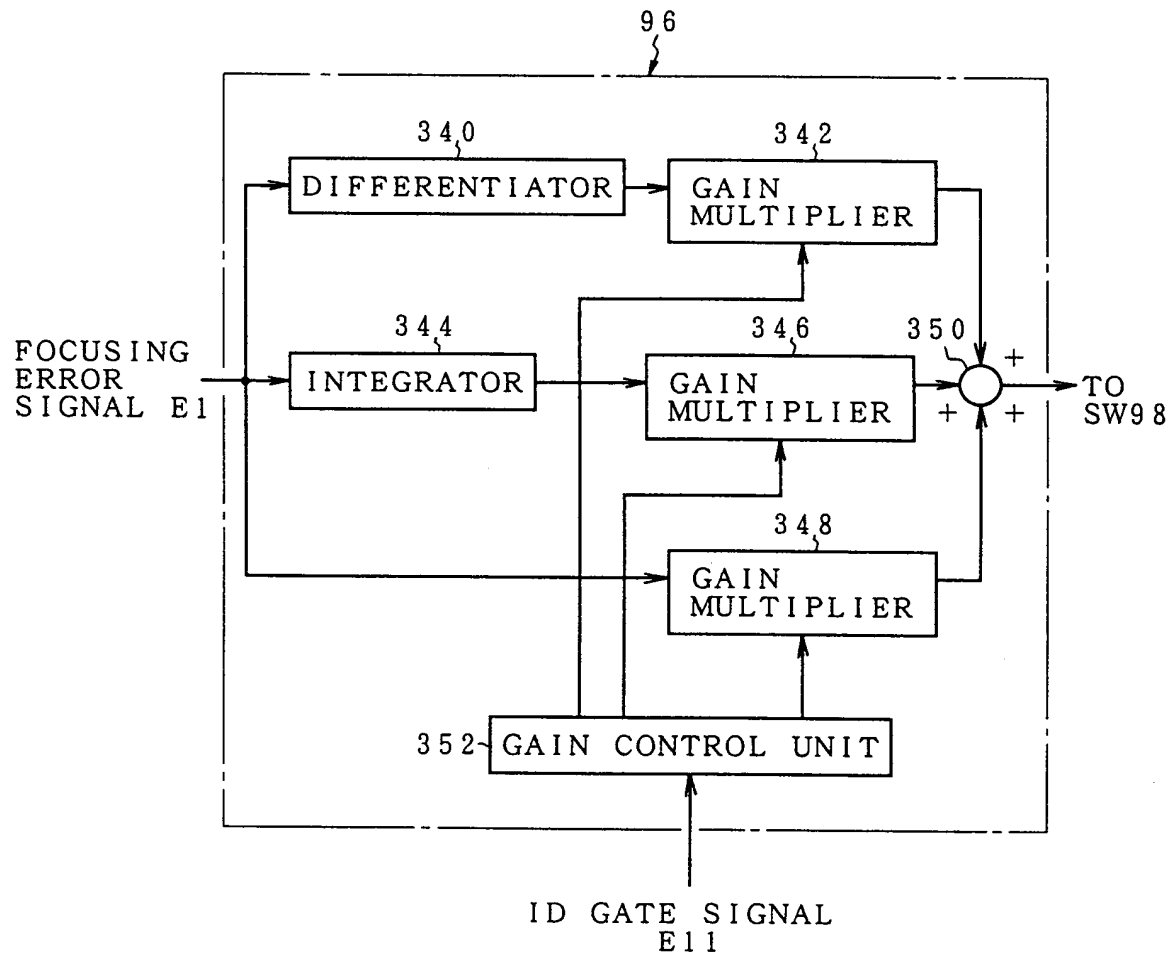 96
340
342
DIFFERENTIATOR
GAIN
MULTIPLIER
344
346
350
FOCUSING
ERROR
SIGNAL E1
INTEGRATOR
GAIN
MULTIPLIER
+
+
+
TO
SW98
348
GAIN
MULTIPLIER
352
GAIN CONTROL UNIT
ID GATE SIGNAL
E11